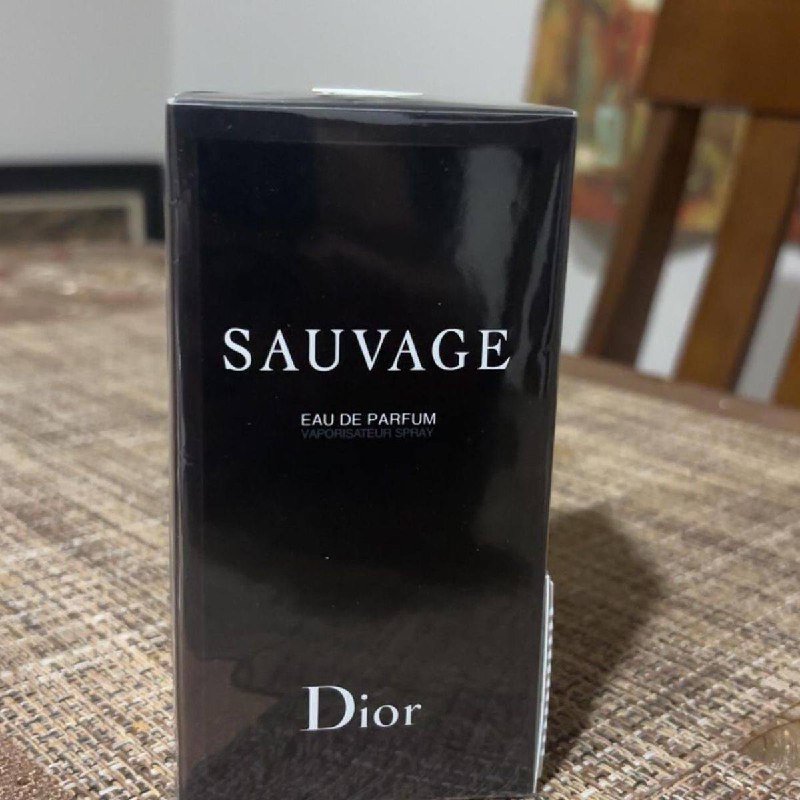 SAUVAGE
EAU DE PARFUM
VAPORISATEUR SPRAY
Dior